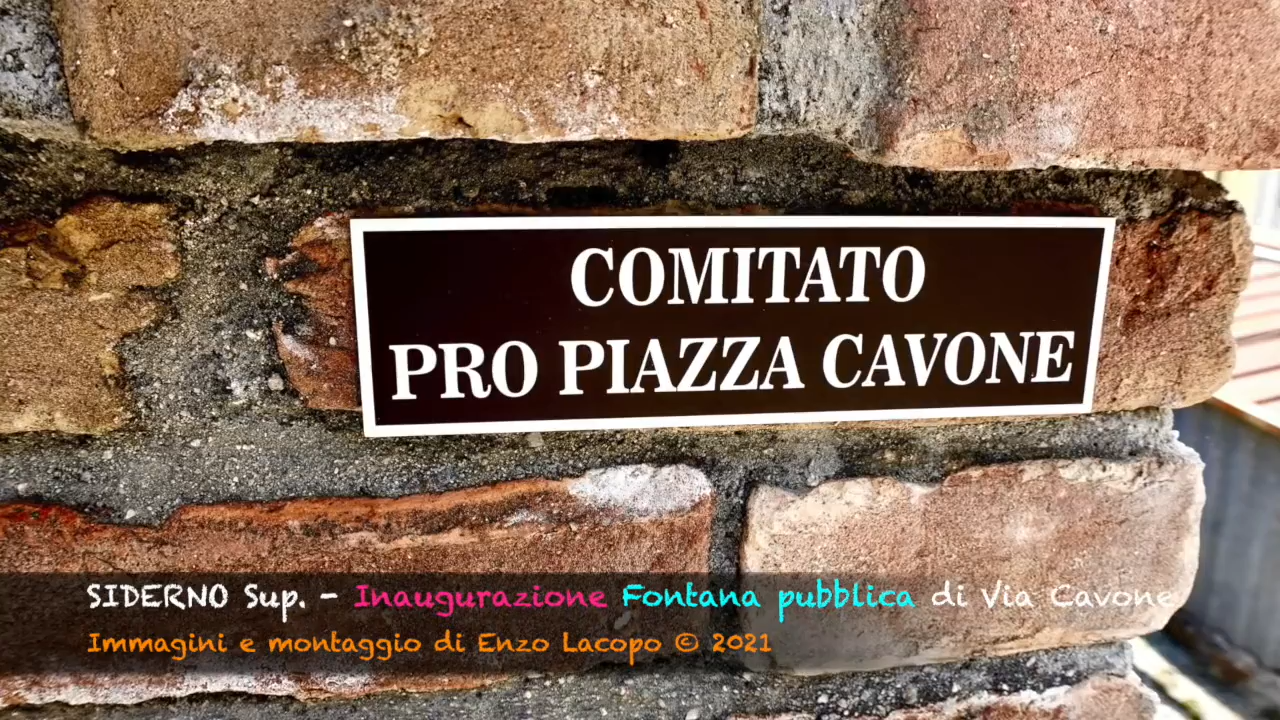 COMITATO
PRO PIAZZA CAVONE
SIDERNO Sup. - Inaugurazione Fontana pubblica di Via Cavone
Immagini e montaggio di Enzo Lacopo © 2021